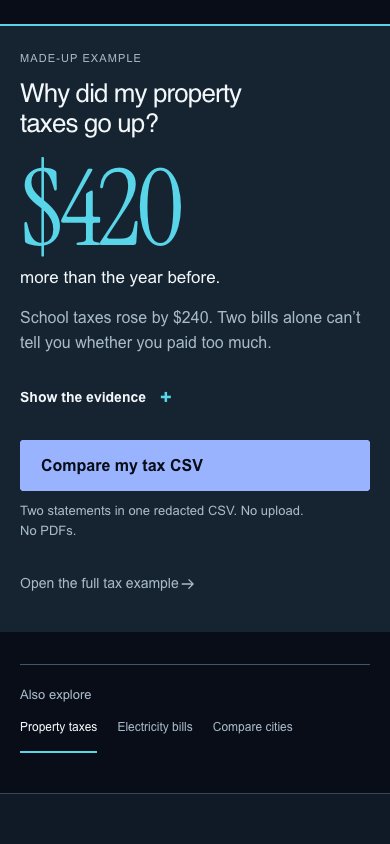 MADE-UP EXAMPLE
Why did my property
taxes go up?
$420
more than the year before.
School taxes rose by $240. Two bills alone can’t
tell you whether you paid too much.
Show the evidence +
Compare my tax CSV
Two statements in one redacted CSV. No upload.
No PDFs.
Open the full tax example→
Also explore
Property taxes Electricity bills Compare cities